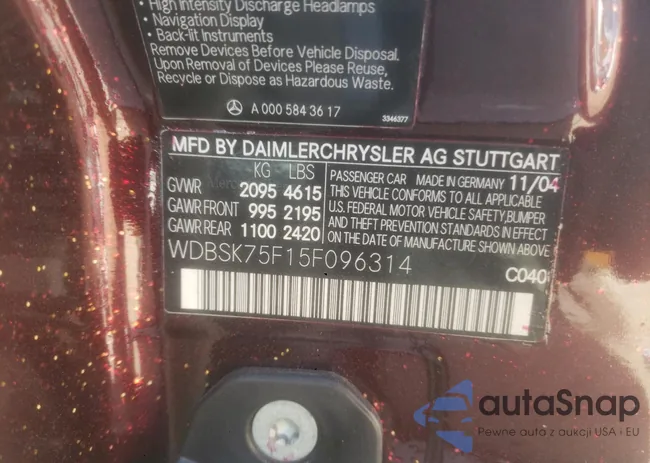 • High Intensity Discharge Headlamps
• Navigation Display
• Back-lit Instruments
Remove Devices Before Vehicle Disposal.
Upon Removal of Devices Please Reuse,
Recycle or Dispose as Hazardous Waste.
A 000 584 36 17
3346377
MFD BY DAIMLERCHRYSLER AG STUTTGART
KG LBS
GVWR 2095 4615
GAWR FRONT 995 2195
GAWR REAR 1100 2420
PASSENGER CAR MADE IN GERMANY 11/04
THIS VEHICLE CONFORMS TO ALL APPLICABLE
U.S. FEDERAL MOTOR VEHICLE SAFETY, BUMPER
AND THEFT PREVENTION STANDARDS IN EFFECT
ON THE DATE OF MANUFACTURE SHOWN ABOVE
WDBSK75F15F096314
C040
autaSnap
Pewne auta z aukcji USA i EU